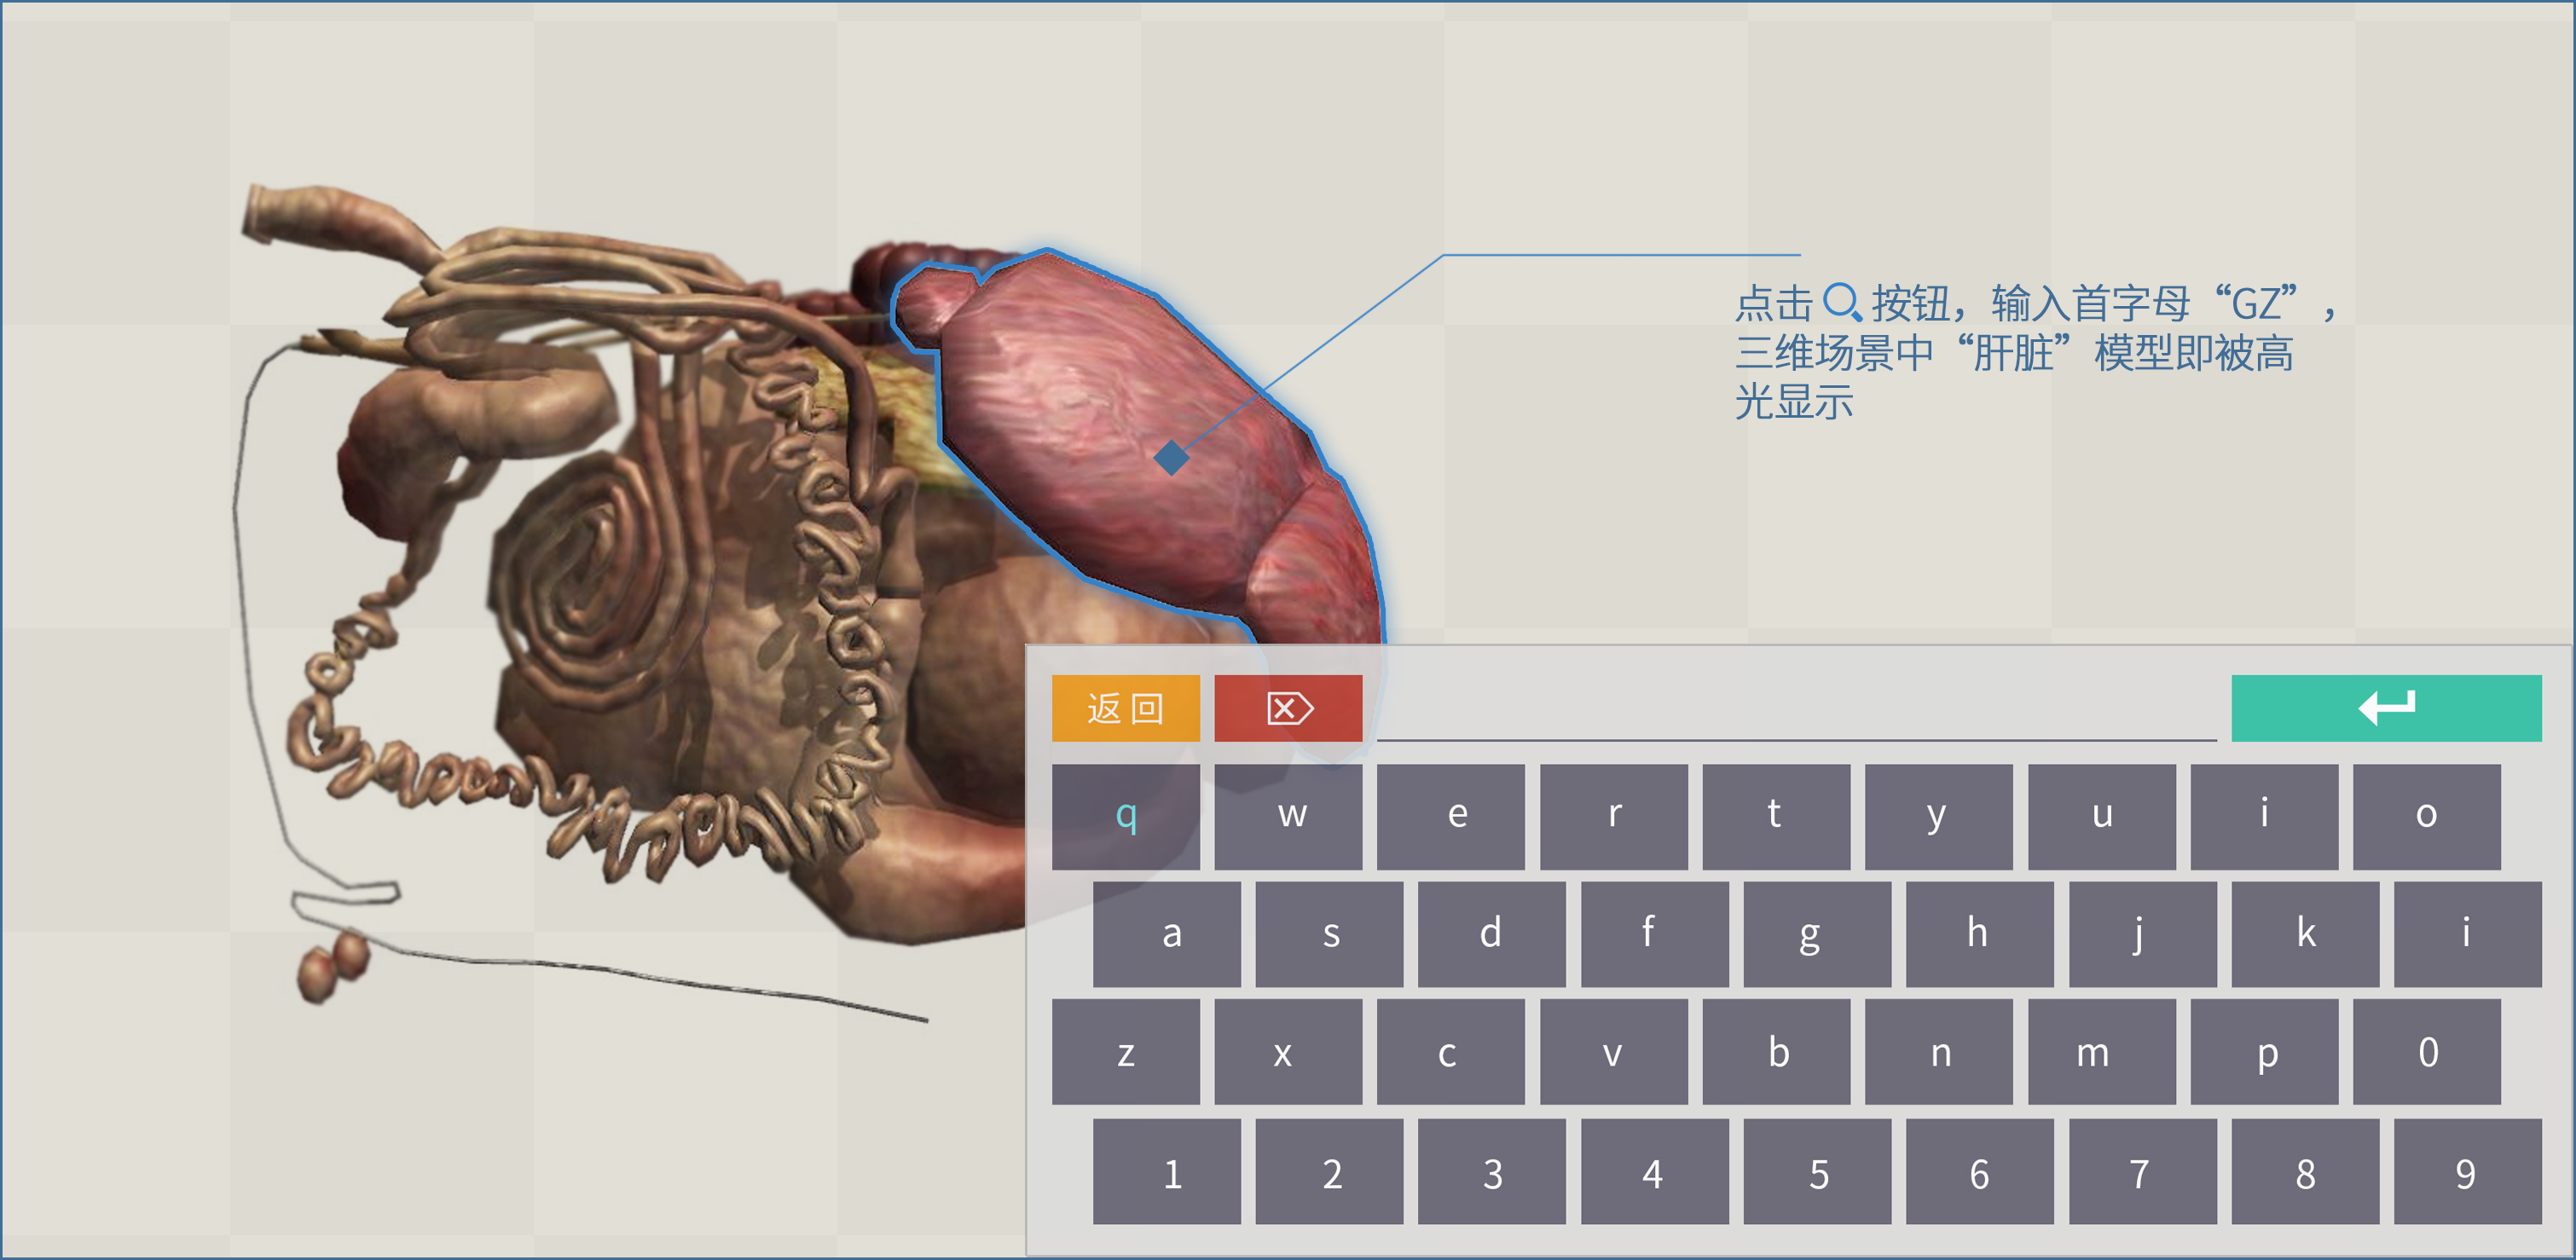 点击 按钮，输入首字母“GZ”，
三维场景中“肝脏”模型即被高
光显示
返回
q w e r t y u i o
a s d f g h j k i
z x c v b n m p 0
1 2 3 4 5 6 7 8 9